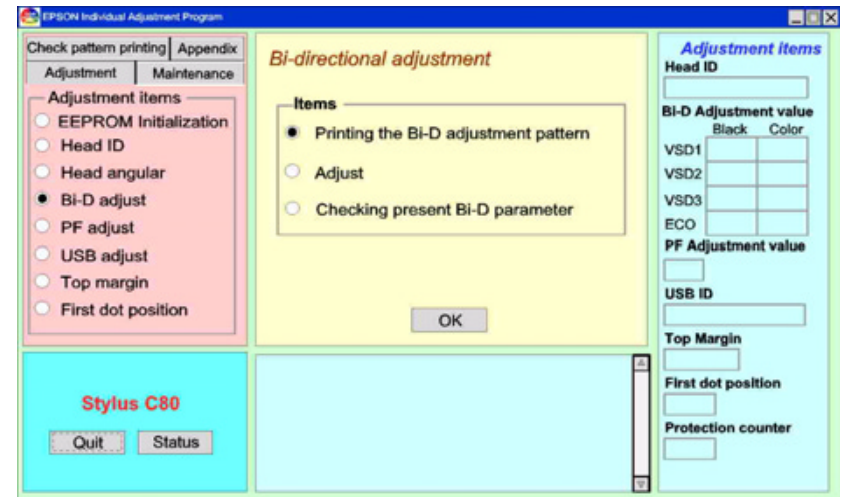 EPSON Individual Adjustment Program
Check pattern printing
Appendix
Adjustment
Maintenance
Adjustment items
EEPROM Initialization
Head ID
Head angular
Bi-D adjust
PF adjust
USB adjust
Top margin
First dot position
Stylus C80
Quit
Status
Bi-directional adjustment
Items
Printing the Bi-D adjustment pattern
Adjust
Checking present Bi-D parameter
OK
Adjustment items
Head ID
Bi-D Adjustment value
Black Color
VSD1
VSD2
VSD3
ECO
PF Adjustment value
USB ID
Top Margin
First dot position
Protection counter